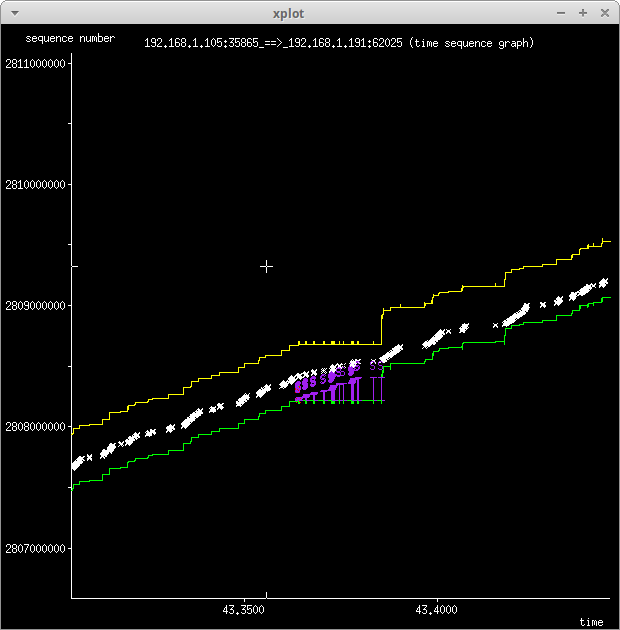 xplot
sequence number
192.168.1.105:35865_==>_192.168.1.191:62025 (time sequence graph)
2811000000
2810000000
2809000000
2808000000
2807000000
43.3500
43.4000
time